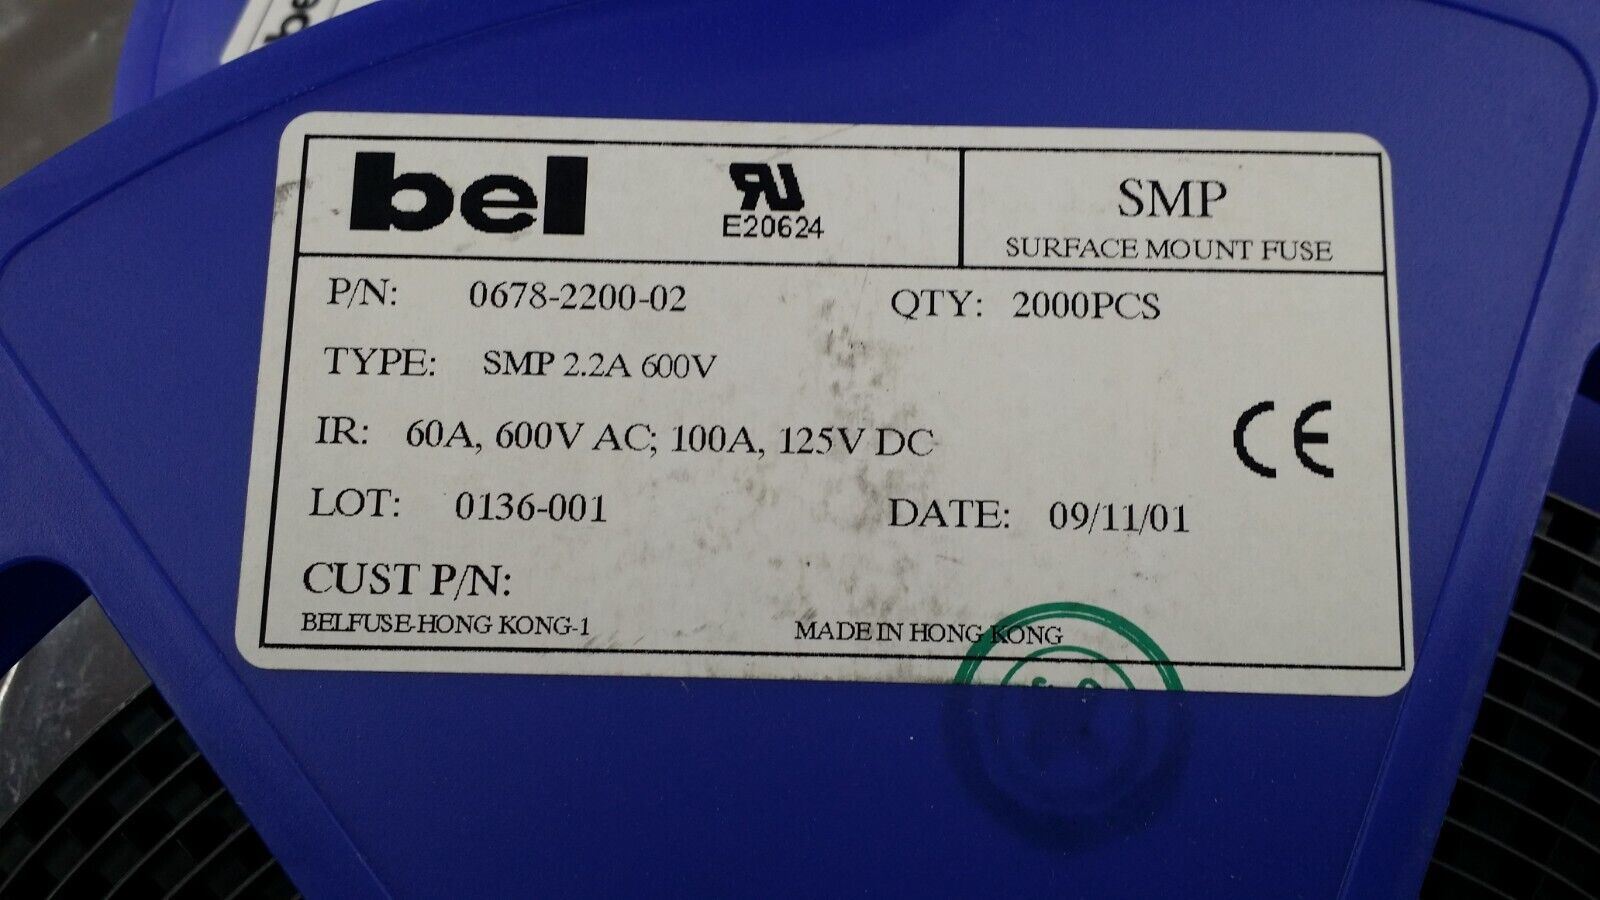 be
bel
RU
E20624
SMP
SURFACE MOUNT FUSE
P/N: 0678-2200-02 QTY: 2000PCS
TYPE: SMP 2.2A 600V
IR: 60A, 600V AC; 100A, 125V DC
CE
LOT: 0136-001 DATE: 09/11/01
CUST P/N:
BELFUSE-HONG KONG-1 MADE IN HONG KONG